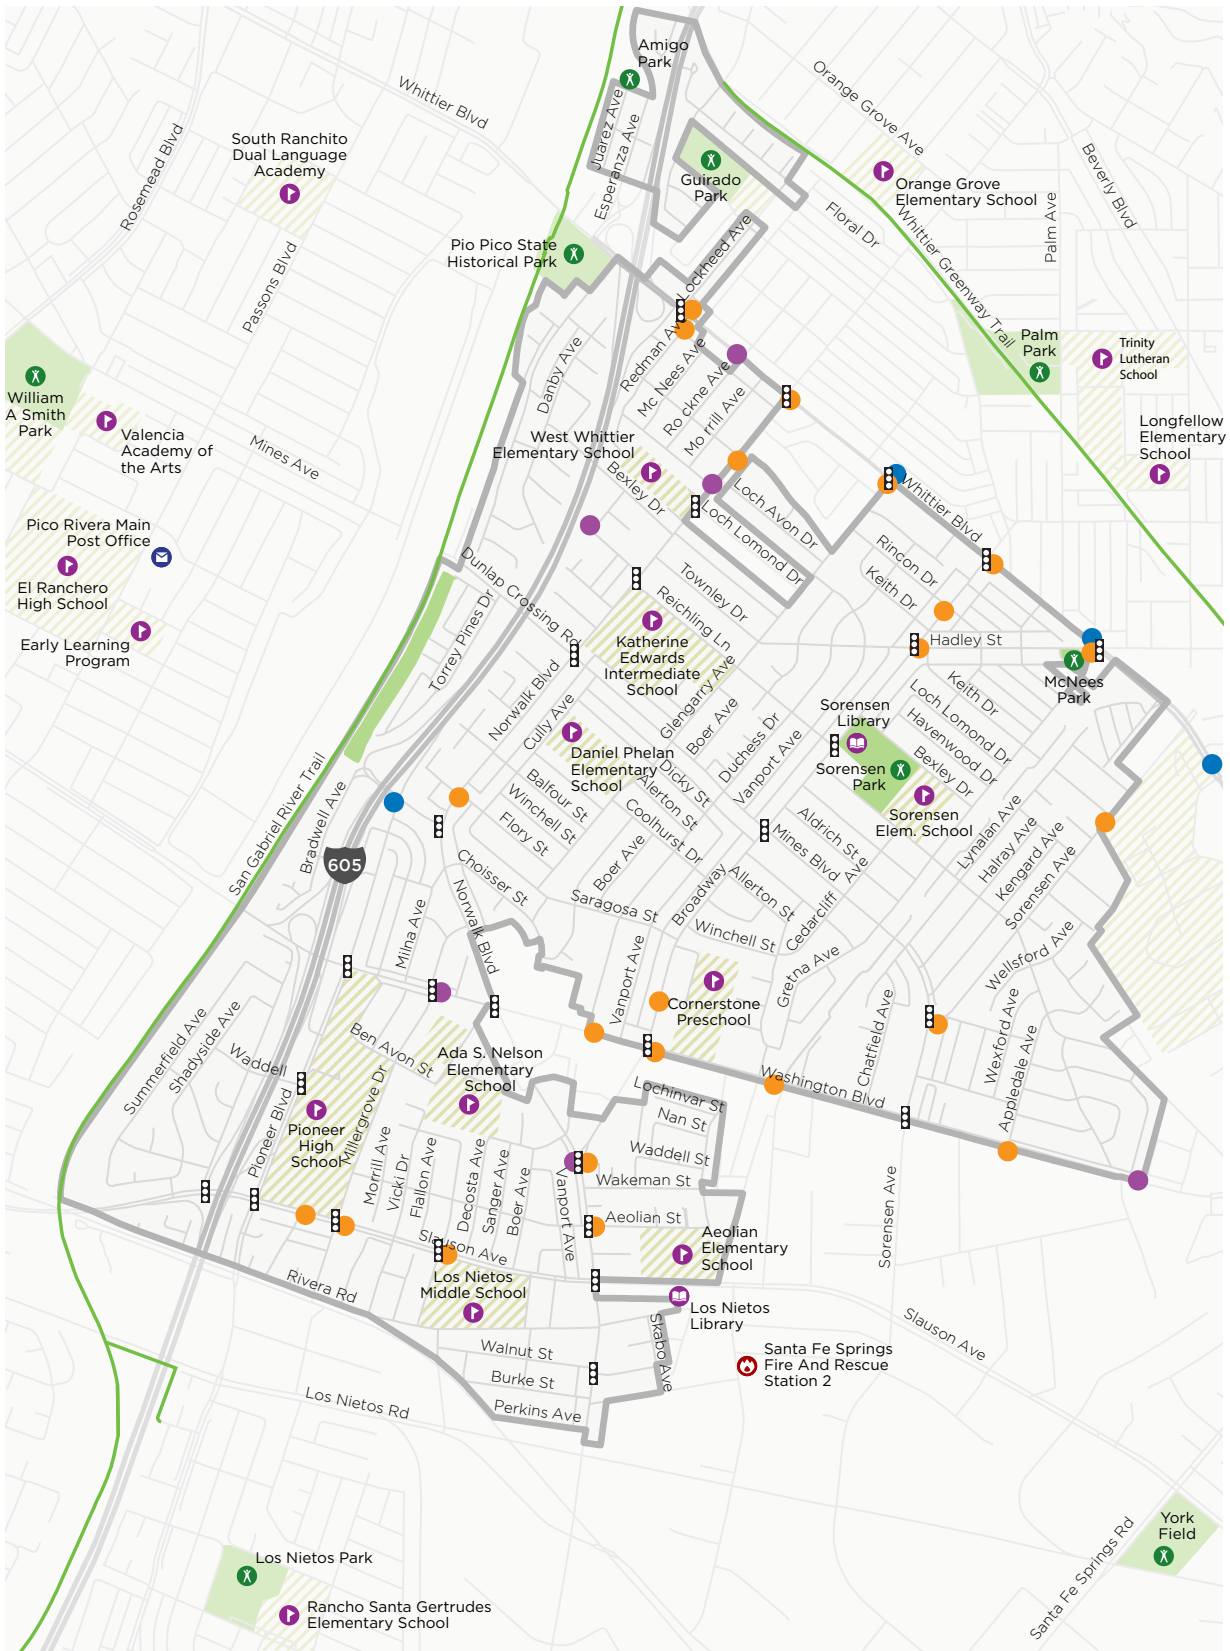 Amigo
Park
Whittier Blvd
Orange Grove Ave
Juarez Ave
Esperanza Ave
Rosemead Blvd
South Ranchito
Dual Language
Academy
Guirado
Park
Orange Grove
Elementary School
Beverly Blvd
Palm Ave
Floral Dr
Whittier Greenway Trail
Pio Pico State
Historical Park
Passons Blvd
Lockheed Ave
Palm
Park
Trinity
Lutheran
School
Danby Ave
Redman Ave
Mc Nees Ave
Ro ckne Ave
Mo rrill Ave
William
A Smith
Park
Valencia
Academy of
the Arts
Mines Ave
West Whittier
Elementary School
Longfellow
Elementary
School
Bexley Dr
Loch Avon Dr
Loch Lomond Dr
Whittier Blvd
Pico Rivera Main
Post Office
El Ranchero
High School
Early Learning
Program
Dunlap Crossing Rd
Torrey Pines Dr
Townley Dr
Reichling Ln
Rincon Dr
Keith Dr
Hadley St
Katherine
Edwards
Intermediate
School
McNees
Park
Norwalk Blvd
Cully Ave
Glengarry Ave
Boer Ave
Duchess Dr
Vanport Ave
Keith Dr
Loch Lomond Dr
Havenwood Dr
Bexley Dr
Sorensen
Library
Sorensen
Park
Sorensen
Elem. School
Daniel Phelan
Elementary
School
Dicky St
Alerton St
Coolhurst Dr
Balfour St
Winchell St
Flory St
San Gabriel River Trail
Bradwell Ave
605
Choisser St
Boer Ave
Aldrich St
Mines Blvd
Lynalan Ave
Halray Ave
Kengard Ave
Sorensen Ave
Norwalk Blvd
Milna Ave
Saragosa St
Broadway
Allerton St
Cedarcliff Ave
Winchell St
Wellsford Ave
Vanport Ave
Gretna Ave
Cornerstone
Preschool
Summerfield Ave
Shadyside Ave
Waddell
Ben Avon St
Ada S. Nelson
Elementary
School
Chatfield Ave
Wexford Ave
Appledale Ave
Washington Blvd
Lochinvar St
Nan St
Waddell St
Wakeman St
Aeolian St
Pioneer Blvd
Pioneer
High
School
Millergrove Dr
Morrill Ave
Vicki Dr
Flallon Ave
Decosta Ave
Sanger Ave
Boer Ave
Vanport Ave
Sorensen Ave
Slauson Ave
Aeolian
Elementary
School
Rivera Rd
Los Nietos
Middle School
Los Nietos
Library
Skabo Ave
Slauson Ave
Walnut St
Burke St
Perkins Ave
Santa Fe Springs
Fire And Rescue
Station 2
Los Nietos Rd
York
Field
Santa Fe Springs Rd
Los Nietos Park
Rancho Santa Gertrudes
Elementary School